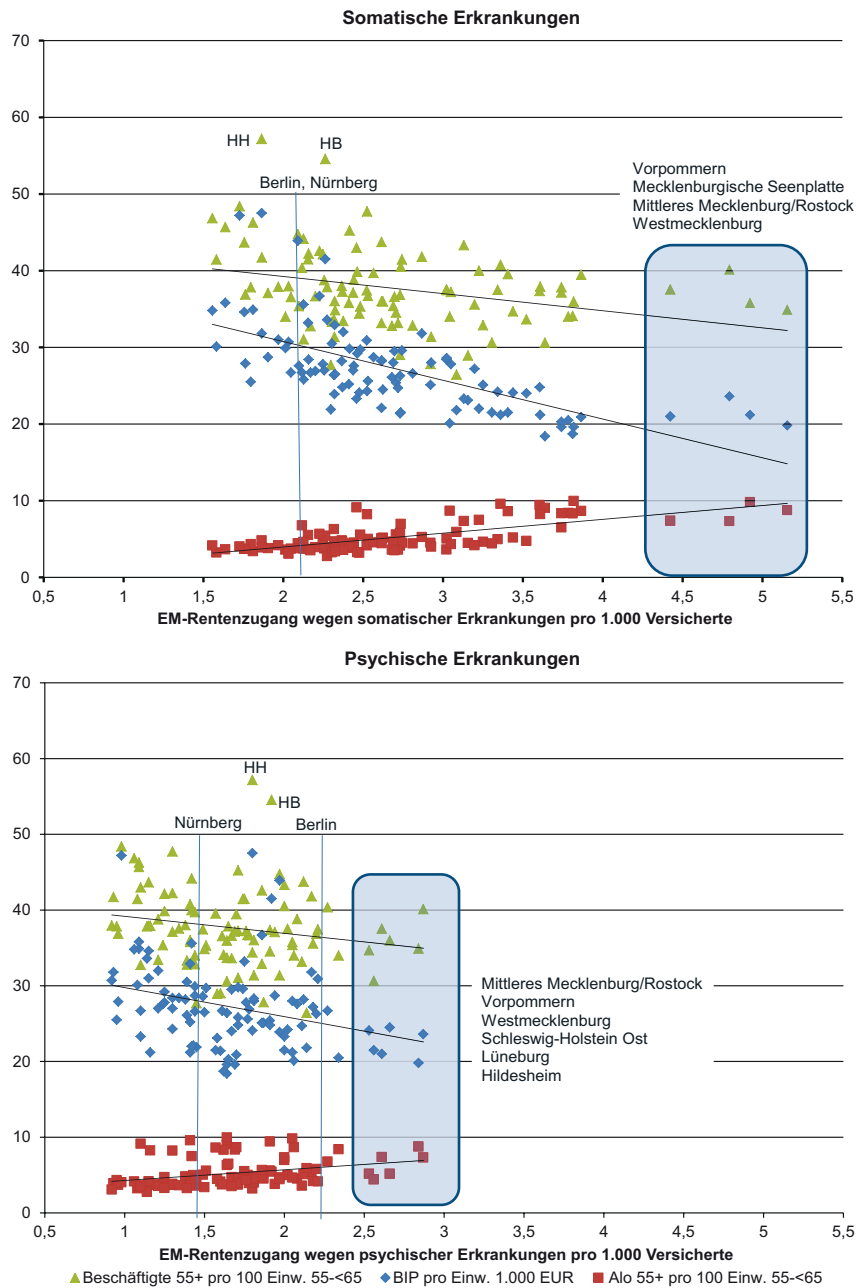 Somatische Erkrankungen
70
60
50
40
30
20
10
0
HH
HB
Berlin, Nürnberg
Vorpommern
Mecklenburgische Seenplatte
Mittleres Mecklenburg/Rostock
Westmecklenburg
0,5 1 1,5 2 2,5 3 3,5 4 4,5 5 5,5
EM-Rentenzugang wegen somatischer Erkrankungen pro 1.000 Versicherte
Psychische Erkrankungen
70
60
50
40
30
20
10
0
HH
HB
Nürnberg
Berlin
Mittleres Mecklenburg/Rostock
Vorpommern
Westmecklenburg
Schleswig-Holstein Ost
Lüneburg
Hildesheim
0,5 1 1,5 2 2,5 3 3,5 4 4,5 5 5,5
EM-Rentenzugang wegen psychischer Erkrankungen pro 1.000 Versicherte
Beschäftigte 55+ pro 100 Einw. 55-<65 BIP pro Einw. 1.000 EUR Alo 55+ pro 100 Einw. 55-<65